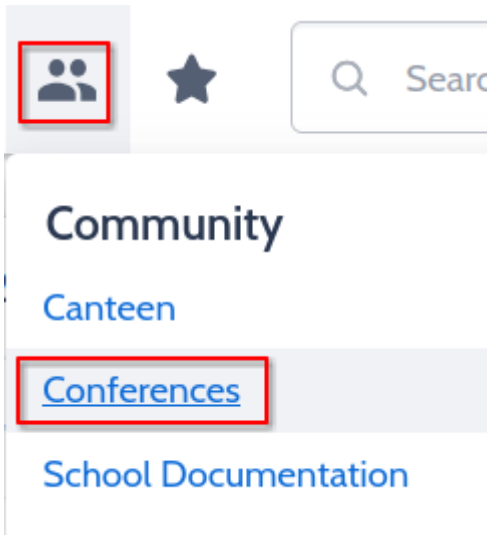 Searc
Community
Canteen
Conferences
School Documentation